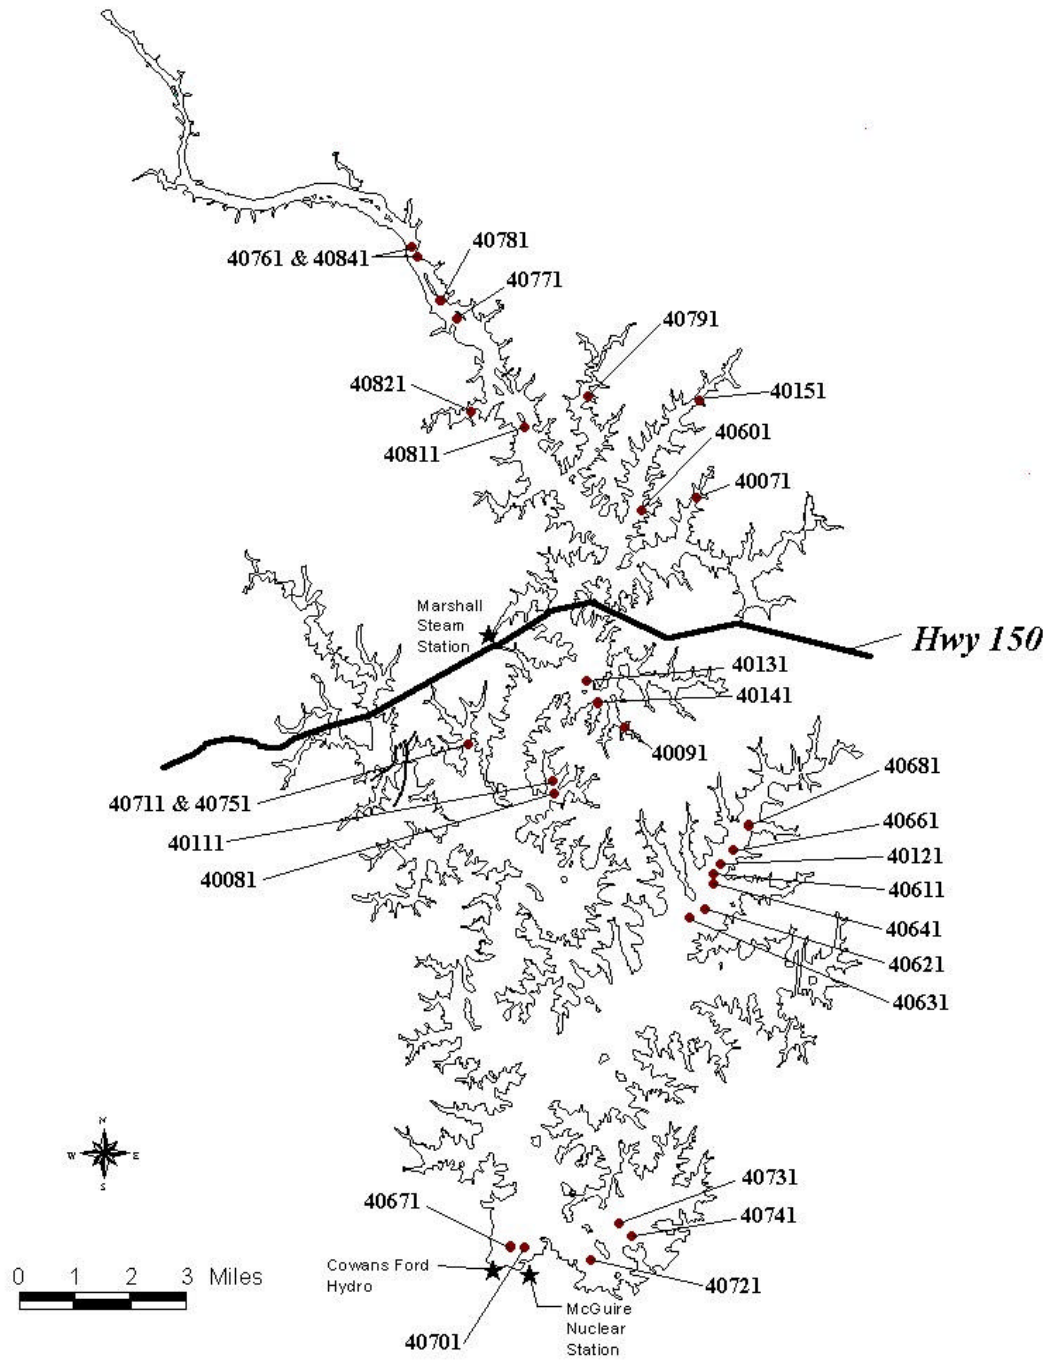 40781
40761 & 40841
40771
40791
40821
40151
40601
40811
40071
Marshall
Steam
Station
Hwy 150
40131
40141
40091
40681
40711 & 40751
40661
40111
40121
40081
40611
40641
40621
40631
N
W E
S
40731
40671
40741
0 1 2 3 Miles
Cowans Ford
Hydro
40721
McGuire
Nuclear
Station
40701